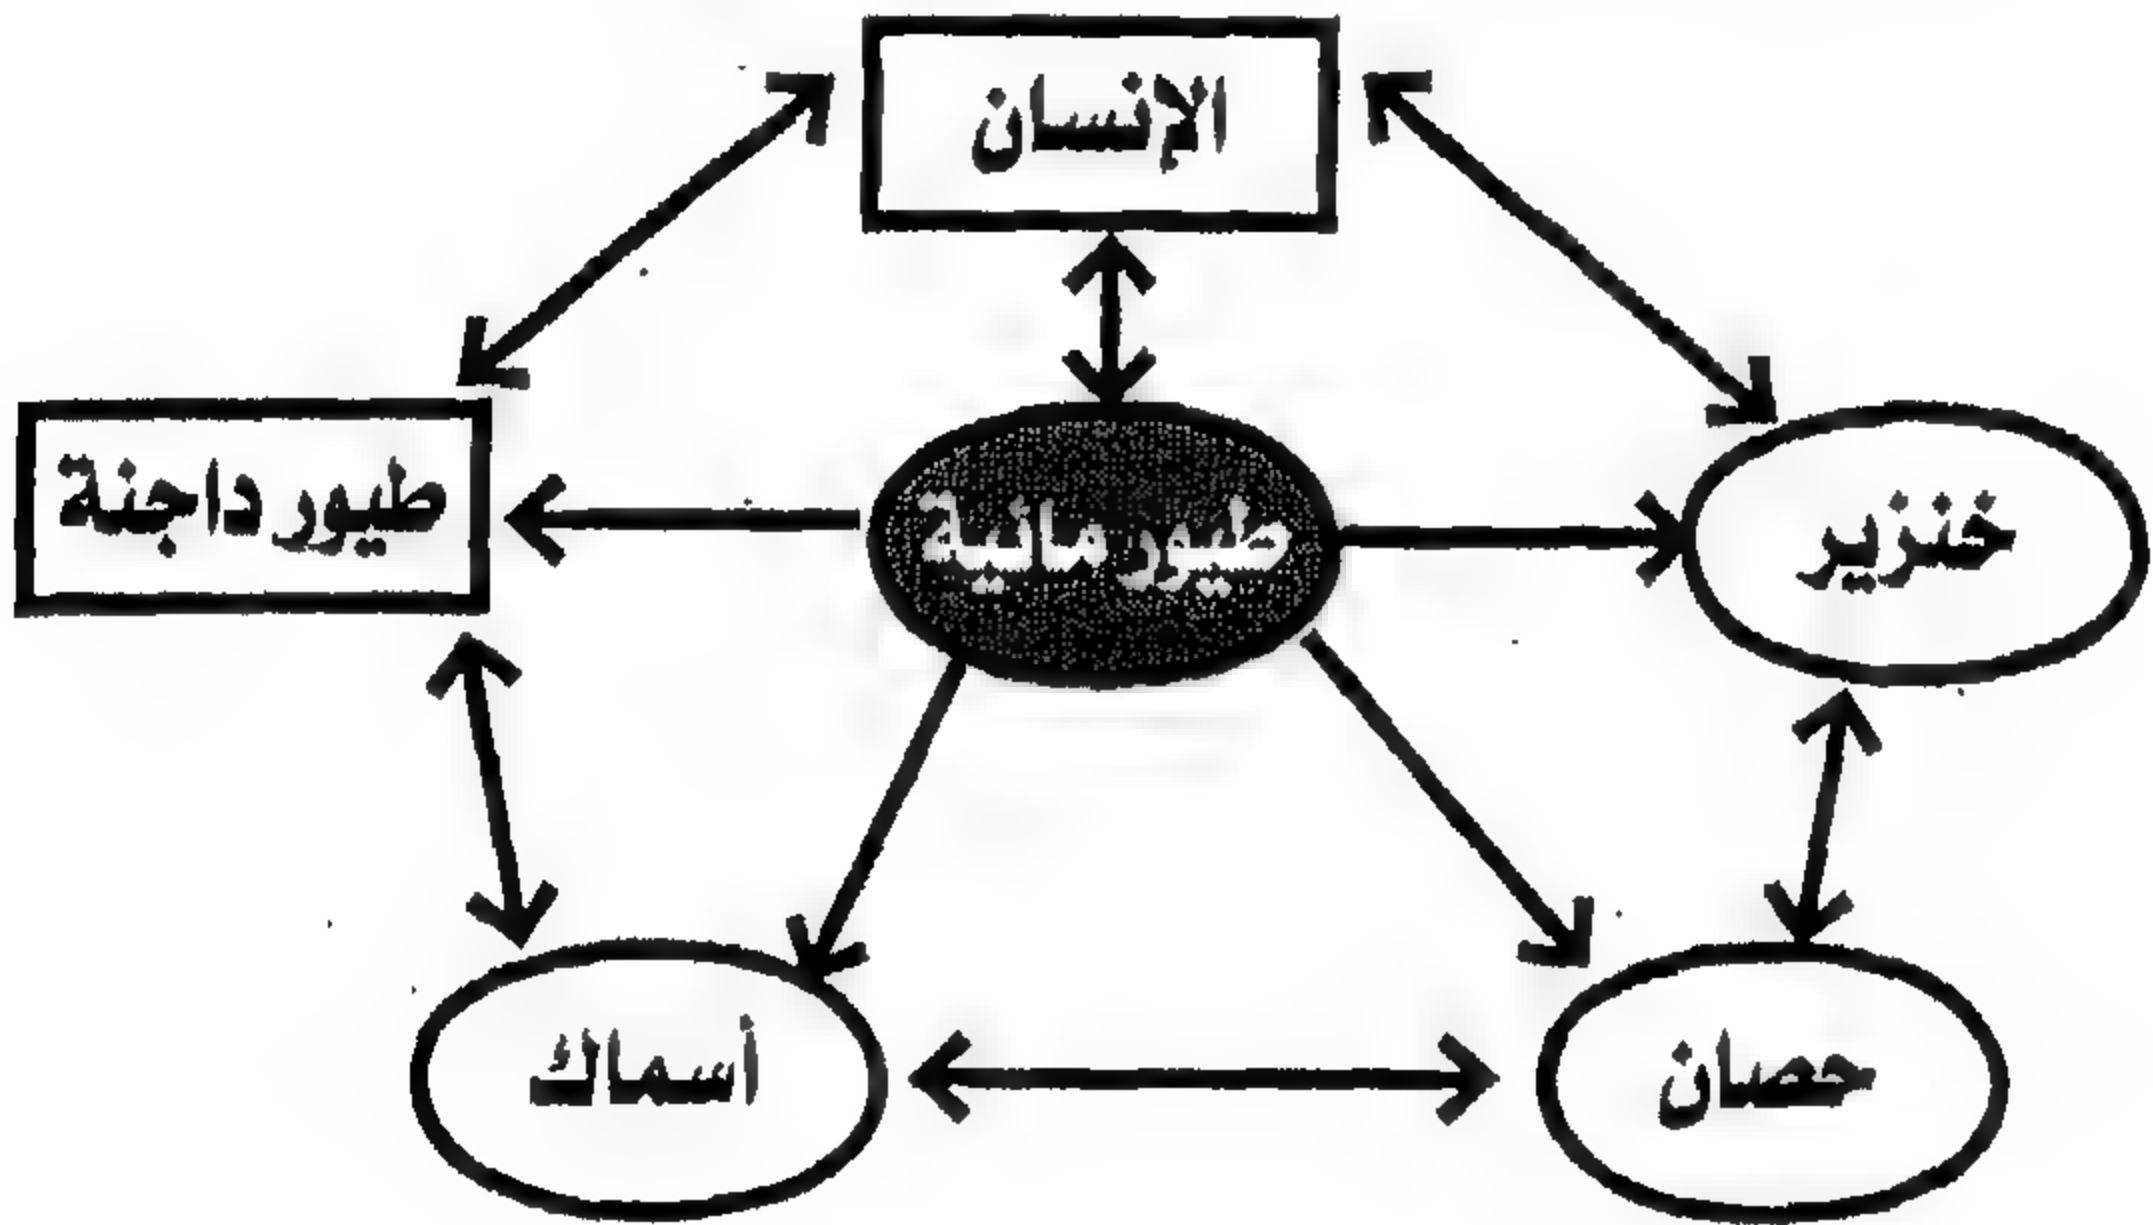 الإنسان
طيور داجنة
طيور مائية
خنزير
أسماك
حصان